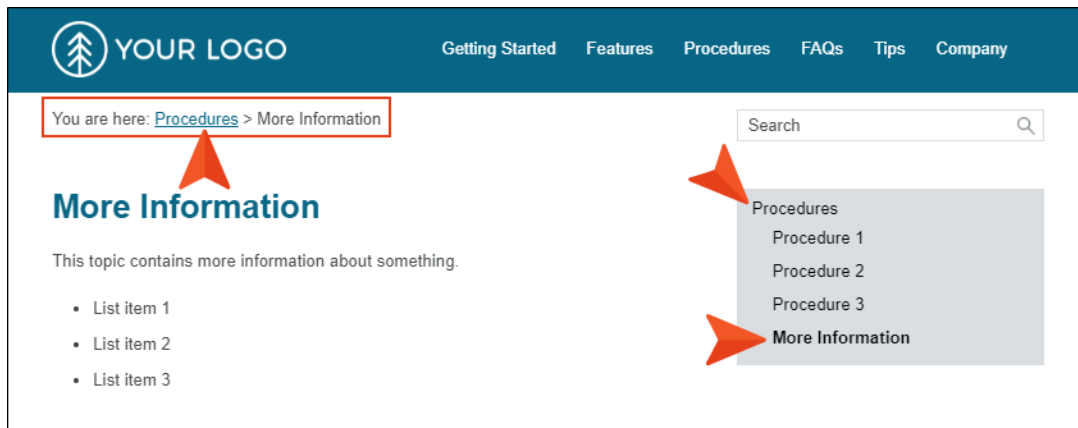 YOUR LOGO
Getting Started Features Procedures FAQs Tips Company
You are here: Procedures > More Information
Search
More Information
This topic contains more information about something.
• List item 1
• List item 2
• List item 3
Procedures
Procedure 1
Procedure 2
Procedure 3
More Information